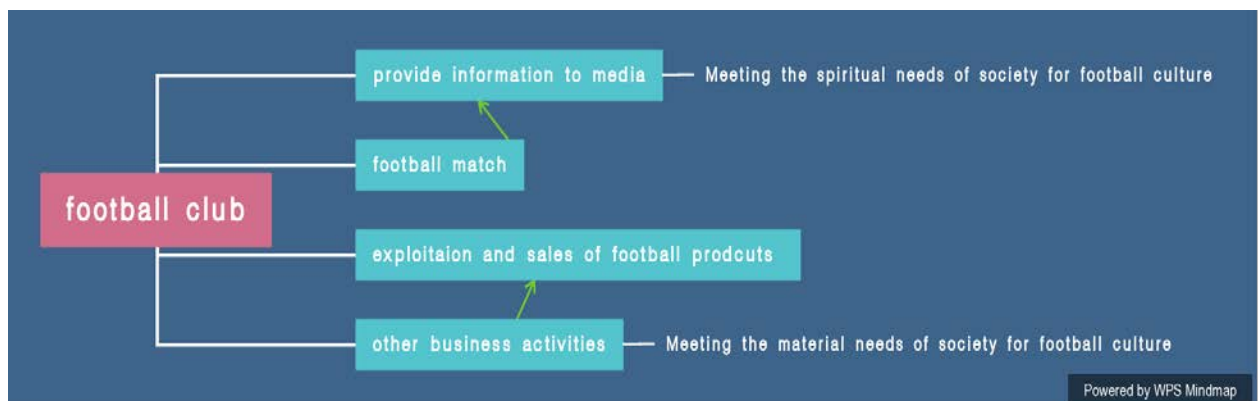 provide information to media
Meeting the spiritual needs of society for football culture
football match
football club
exploitaion and sales of football prodcuts
other business activities
Meeting the material needs of society for football culture
Powered by WPS Mindmap